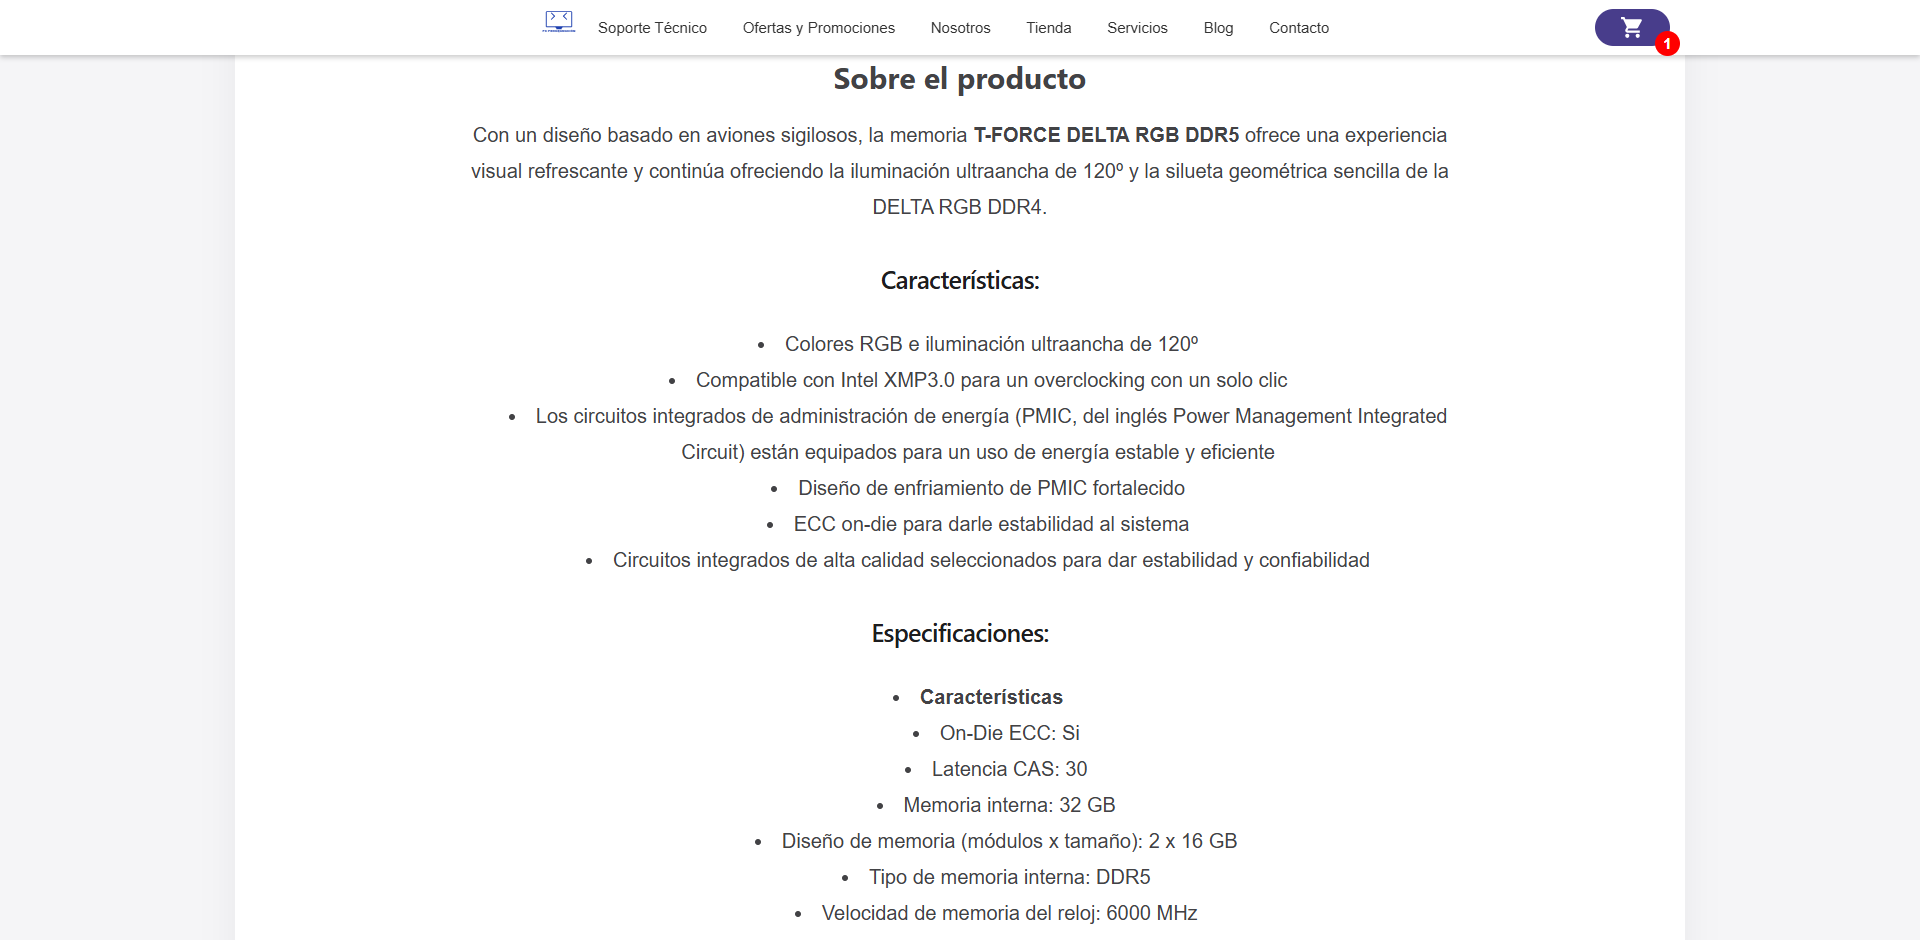 Soporte Técnico Ofertas y Promociones Nosotros Tienda Servicios Blog Contacto
1
Sobre el producto
Con un diseño basado en aviones sigilosos, la memoria T-FORCE DELTA RGB DDR5 ofrece una experiencia
visual refrescante y continúa ofreciendo la iluminación ultraancha de 120º y la silueta geométrica sencilla de la
DELTA RGB DDR4.
Características:
• Colores RGB e iluminación ultraancha de 120º
• Compatible con Intel XMP3.0 para un overclocking con un solo clic
• Los circuitos integrados de administración de energía (PMIC, del inglés Power Management Integrated
Circuit) están equipados para un uso de energía estable y eficiente
• Diseño de enfriamiento de PMIC fortalecido
• ECC on-die para darle estabilidad al sistema
• Circuitos integrados de alta calidad seleccionados para dar estabilidad y confiabilidad
Especificaciones:
• Características
• On-Die ECC: Si
• Latencia CAS: 30
• Memoria interna: 32 GB
• Diseño de memoria (módulos x tamaño): 2 x 16 GB
• Tipo de memoria interna: DDR5
• Velocidad de memoria del reloj: 6000 MHz